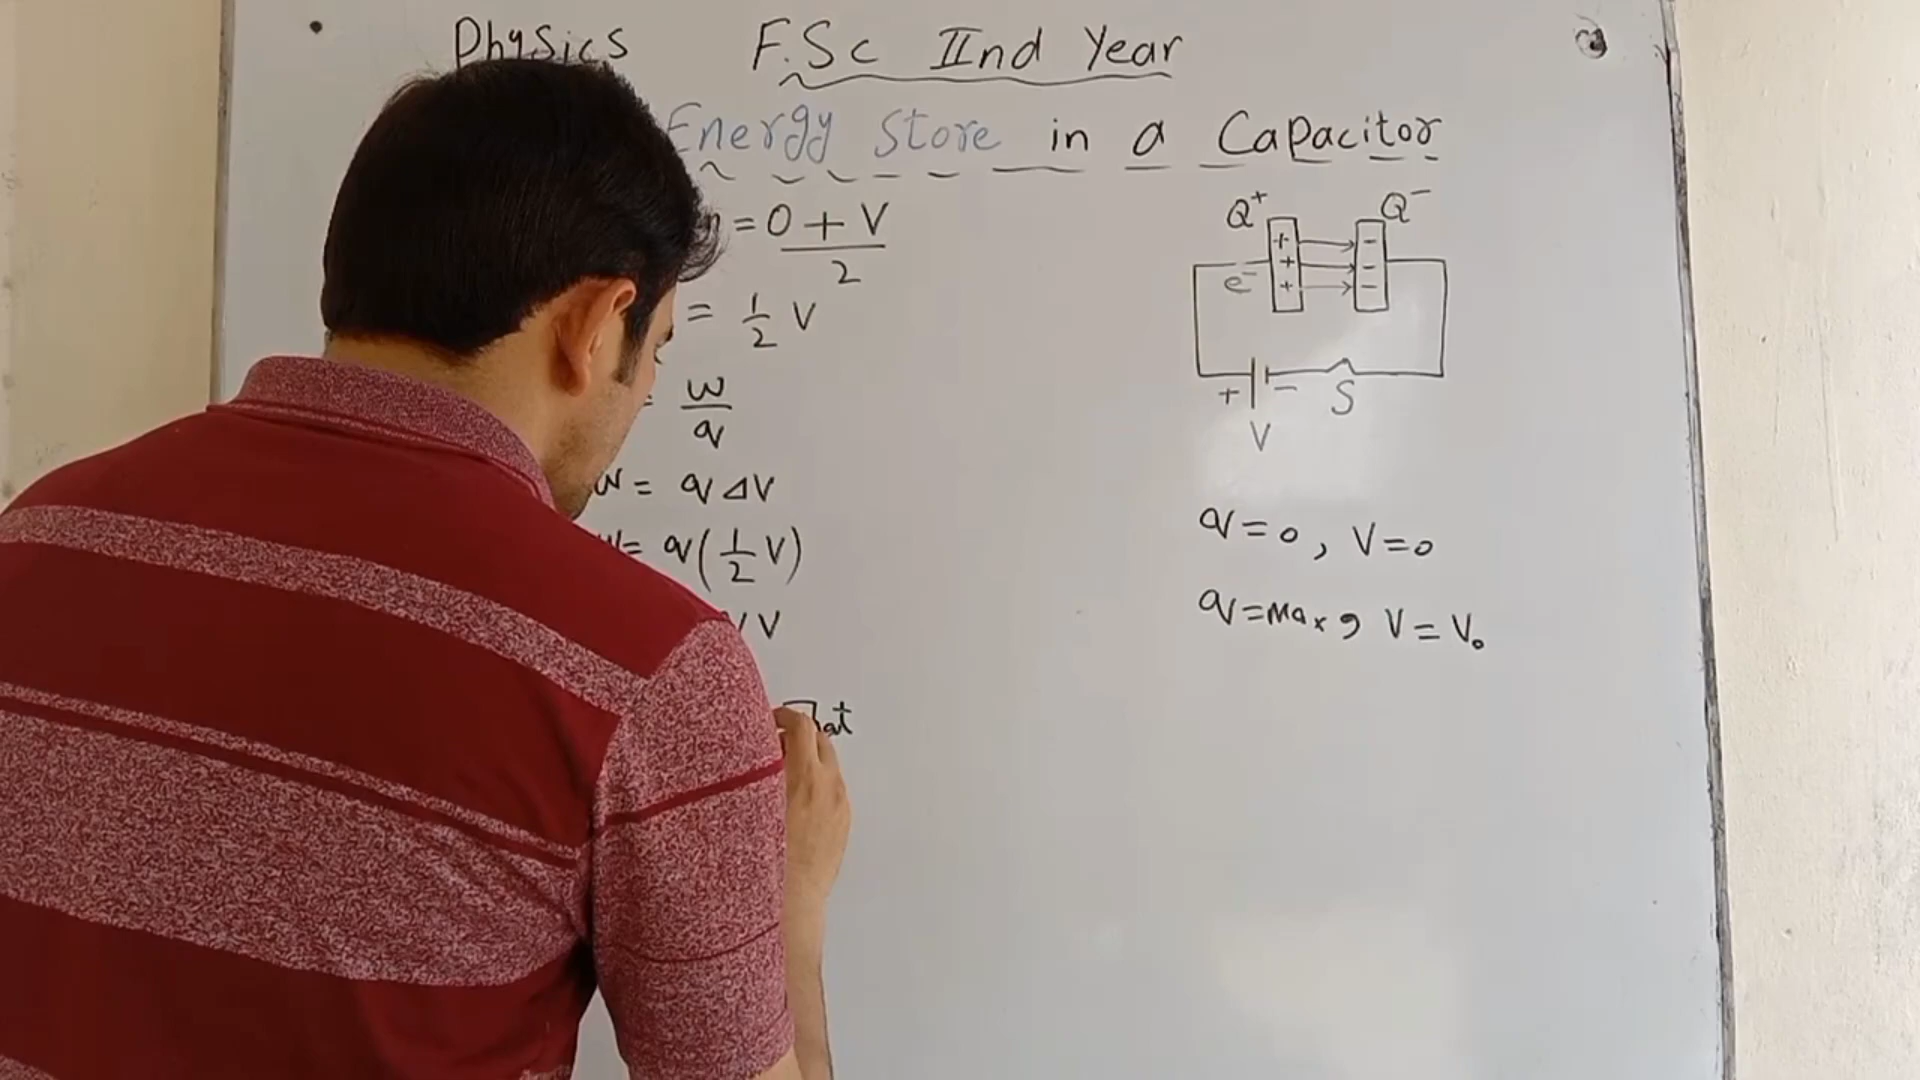 Physics F.Sc IInd Year
Energy Store in a Capacitor
= 0 + V
2
= 1/2 V
= w/q
W = q ΔV
W = q(1/2 V)
V
that
Q⁺ Q⁻
+ −
+ −
+ −
e⁻
+ − S
V
q = 0, V = 0
q = Max, V = V₀